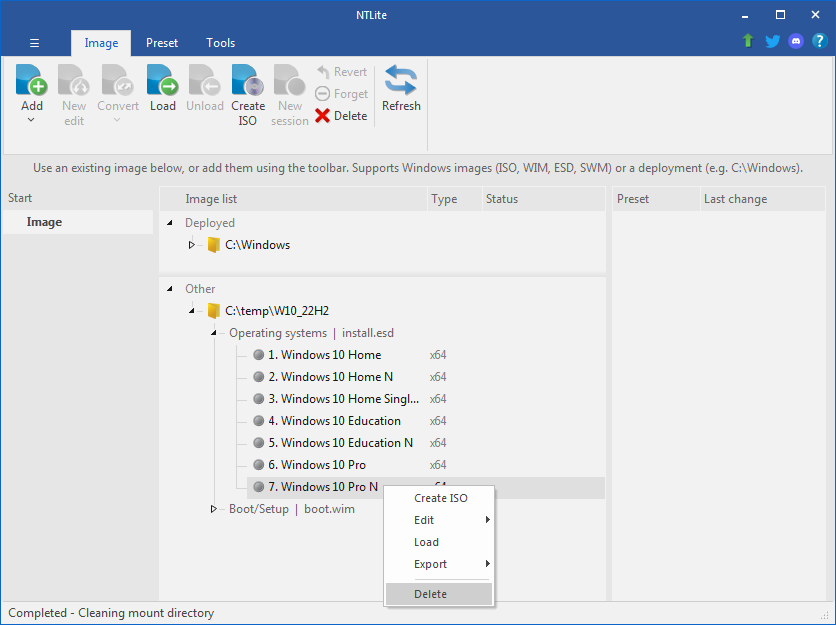 NTLite
Image Preset Tools
Add New edit Convert Load Unload Create ISO New session Revert Forget Delete Refresh
Use an existing image below, or add them using the toolbar. Supports Windows images (ISO, WIM, ESD, SWM) or a deployment (e.g. C:\Windows).
Start
Image
Image list Type Status
Deployed
C:\Windows
Other
C:\temp\W10_22H2
Operating systems | install.esd
1. Windows 10 Home x64
2. Windows 10 Home N x64
3. Windows 10 Home Singl... x64
4. Windows 10 Education x64
5. Windows 10 Education N x64
6. Windows 10 Pro x64
7. Windows 10 Pro N
Boot/Setup | boot.wim
Create ISO
Edit
Load
Export
Delete
Preset Last change
Completed - Cleaning mount directory